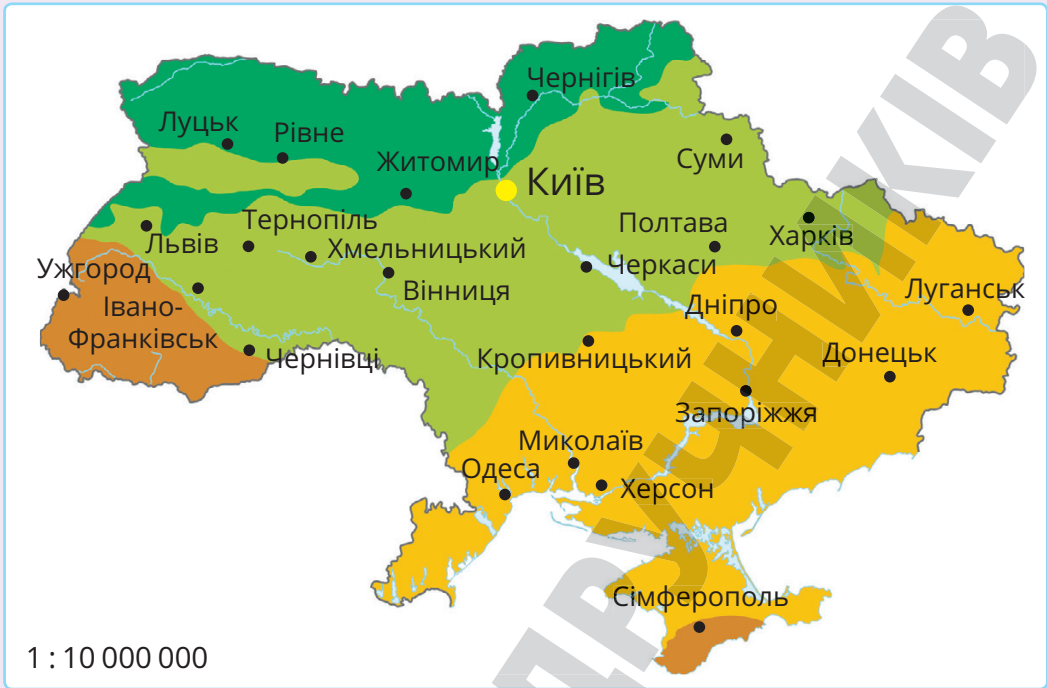 Чернігів
Луцьк
Рівне
Житомир
Суми
Київ
Тернопіль
Полтава
Львів
Хмельницький
Харків
Черкаси
Ужгород
Вінниця
Луганськ
Івано-
Франківськ
Дніпро
Чернівці
Кропивницький
Донецьк
Запоріжжя
Миколаїв
Одеса
Херсон
Сімферополь
1 : 10 000 000